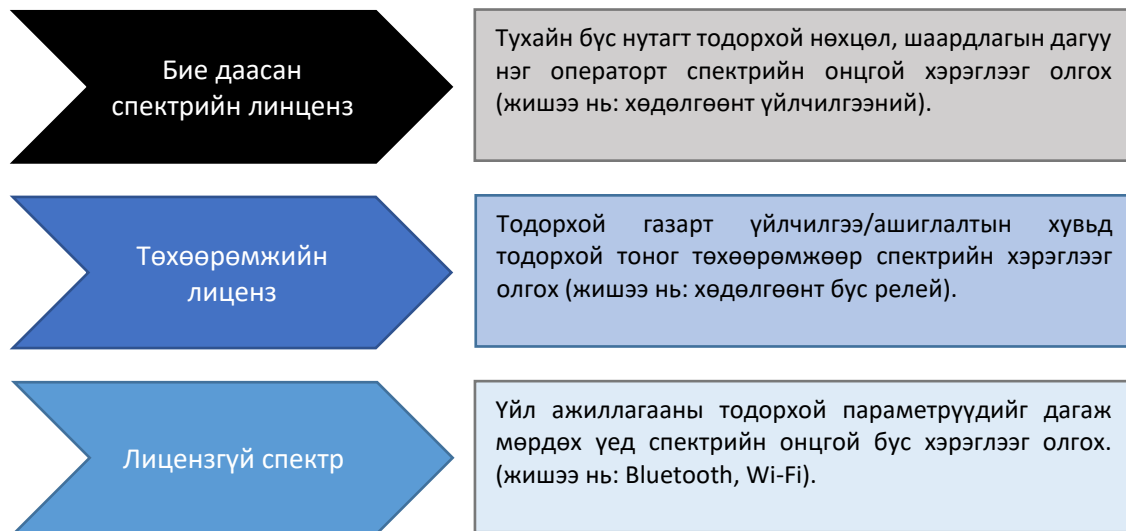 Бие даасан
спектрийн линценз
Тухайн бүс нутагт тодорхой нөхцөл, шаардлагын дагуу
нэг операторт спектрийн онцгой хэрэглээг олгох
(жишээ нь: хөдөлгөөнт үйлчилгээний).
Төхөөрөмжийн
лиценз
Тодорхой газарт үйлчилгээ/ашиглалтын хувьд
тодорхой тоног төхөөрөмжөөр спектрийн хэрэглээг
олгох (жишээ нь: хөдөлгөөнт бус релей).
Лицензгүй спектр
Үйл ажиллагааны тодорхой параметрүүдийг дагаж
мөрдөх үед спектрийн онцгой бус хэрэглээг олгох.
(жишээ нь: Bluetooth, Wi-Fi).